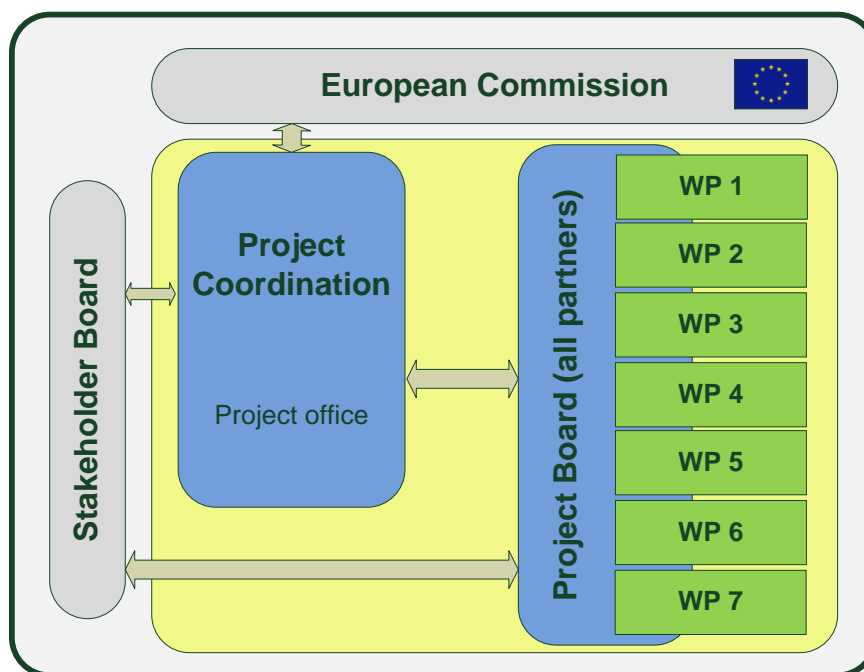 European Commission
Stakeholder Board
Project
Coordination
Project office
Project Board (all partners)
WP 1
WP 2
WP 3
WP 4
WP 5
WP 6
WP 7